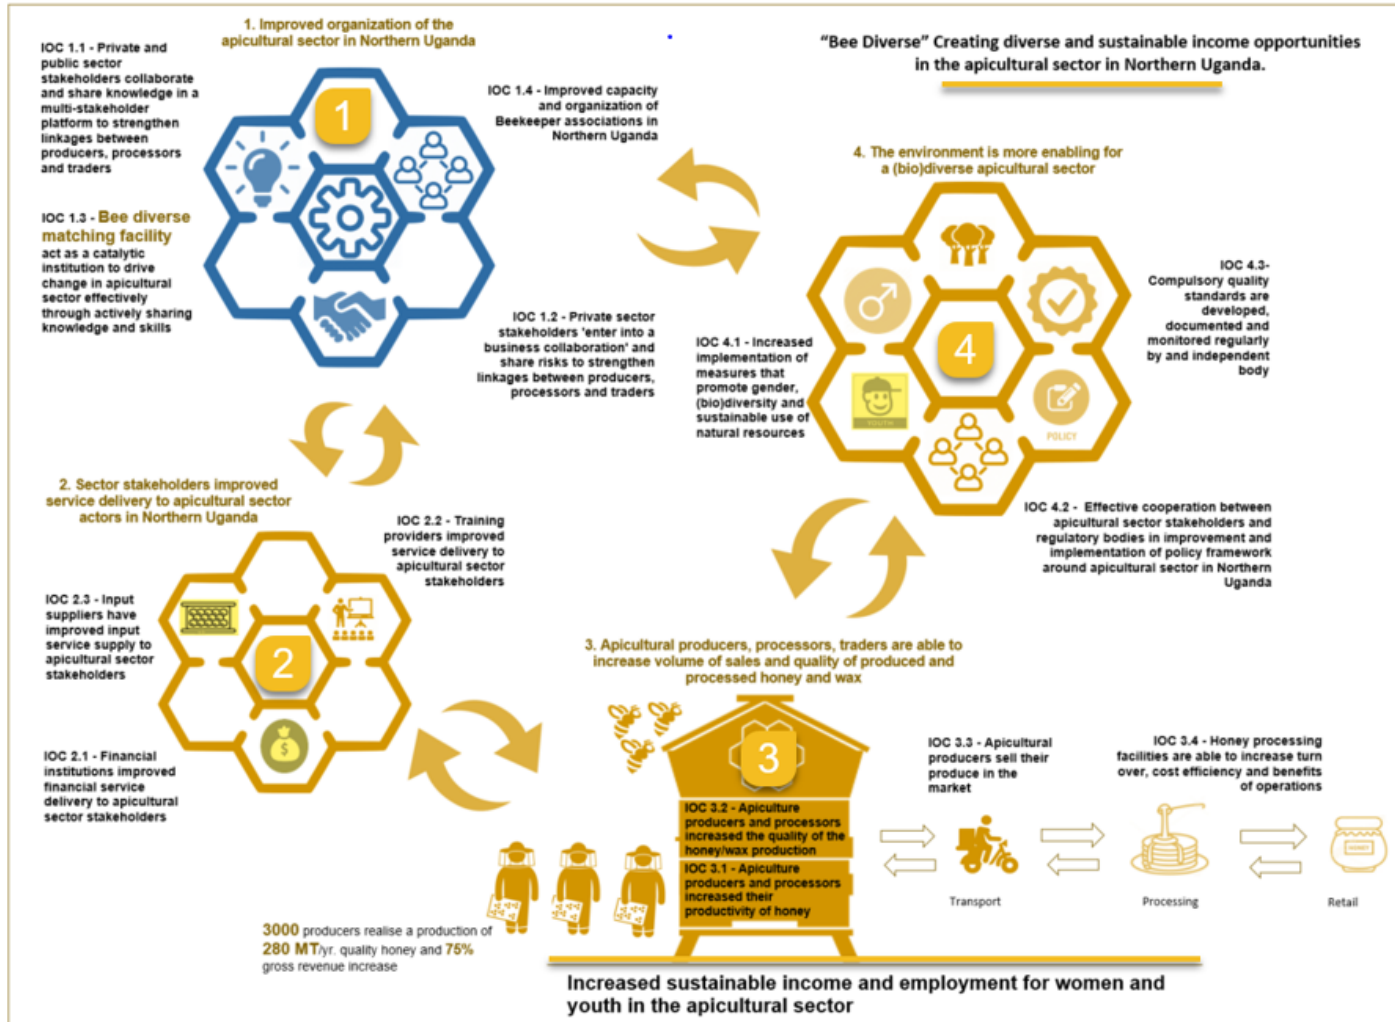 1. Improved organization of the
apicultural sector in Northern Uganda
IOC 1.1 - Private and
public sector
stakeholders collaborate
and share knowledge in a
multi-stakeholder
platform to strengthen
linkages between
producers, processors
and traders
1
IOC 1.4 - Improved capacity
and organization of
Beekeeper associations in
Northern Uganda
IOC 1.3 - Bee diverse
matching facility
act as a catalytic
institution to drive
change in apicultural
sector effectively
through actively sharing
knowledge and skills
IOC 1.2 - Private sector
stakeholders 'enter into a
business collaboration' and
share risks to strengthen
linkages between producers,
processors and traders
“Bee Diverse” Creating diverse and sustainable income opportunities
in the apicultural sector in Northern Uganda.
4. The environment is more enabling for
a (bio)diverse apicultural sector
IOC 4.3-
Compulsory quality
standards are
developed,
documented and
monitored regularly
by and independent
body
IOC 4.1 - Increased
implementation of
measures that
promote gender,
(bio)diversity and
sustainable use of
natural resources
4
YOUTH
POLICY
IOC 4.2 - Effective cooperation between
apicultural sector stakeholders and
regulatory bodies in improvement and
implementation of policy framework
around apicultural sector in Northern
Uganda
2. Sector stakeholders improved
service delivery to apicultural sector
actors in Northern Uganda
IOC 2.2 - Training
providers improved
service delivery to
apicultural sector
stakeholders
IOC 2.3 - Input
suppliers have
improved input
service supply to
apicultural sector
stakeholders
2
$
IOC 2.1 - Financial
institutions improved
financial service
delivery to apicultural
sector stakeholders
3. Apicultural producers, processors, traders are able to
increase volume of sales and quality of produced and
processed honey and wax
3
IOC 3.2 - Apiculture
producers and processors
increased the quality of the
honey/wax production
IOC 3.1 - Apiculture
producers and processors
increased their
productivity of honey
IOC 3.3 - Apicultural
producers sell their
produce in the
market
IOC 3.4 - Honey processing
facilities are able to increase turn
over, cost efficiency and benefits
of operations
HONEY
Transport
Processing
Retail
3000 producers realise a production of
280 MT/yr. quality honey and 75%
gross revenue increase
Increased sustainable income and employment for women and
youth in the apicultural sector